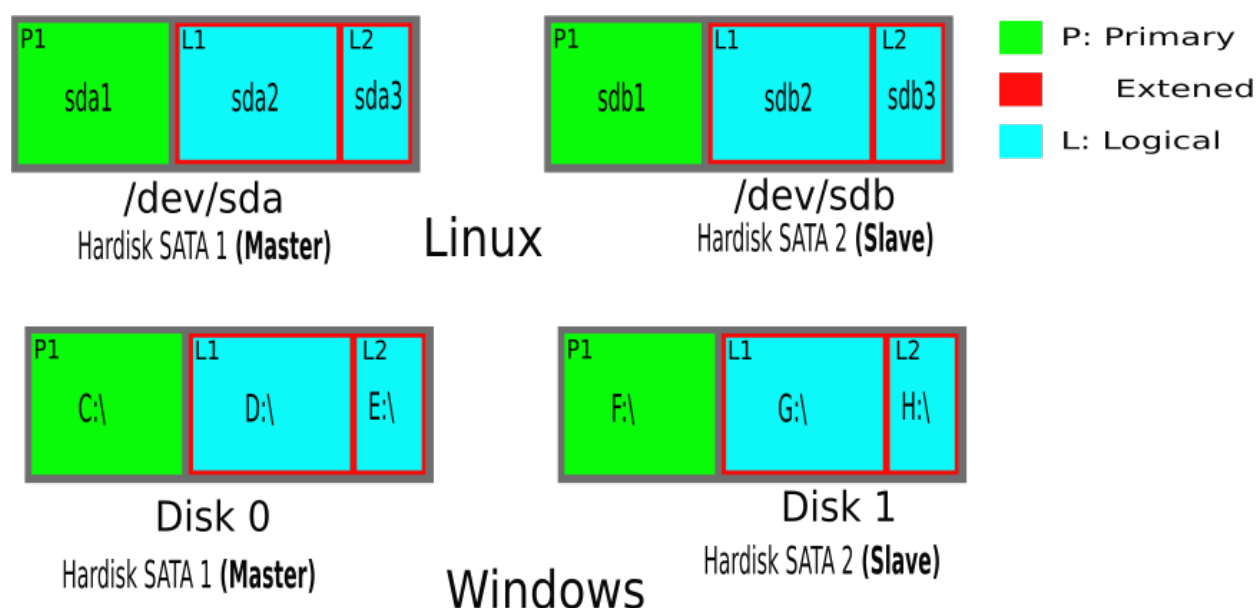 P1
sda1
L1
sda2
L2
sda3
/dev/sda
Hardisk SATA 1 (Master)
P1
sdb1
L1
sdb2
L2
sdb3
/dev/sdb
Hardisk SATA 2 (Slave)
P: Primary
Extened
L: Logical
Linux
P1
C:\
L1
D:\
L2
E:\
Disk 0
Hardisk SATA 1 (Master)
P1
F:\
L1
G:\
L2
H:\
Disk 1
Hardisk SATA 2 (Slave)
Windows